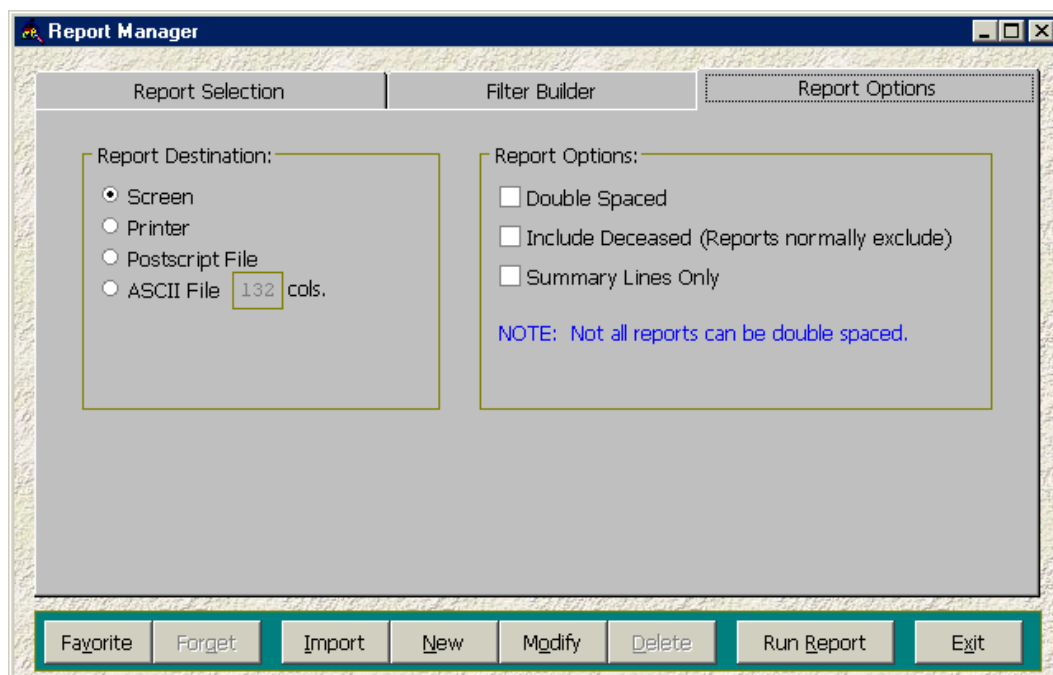 Report Manager
Report Selection
Filter Builder
Report Options
Report Destination:
Screen
Printer
Postscript File
ASCII File 132 cols.
Report Options:
Double Spaced
Include Deceased (Reports normally exclude)
Summary Lines Only
NOTE: Not all reports can be double spaced.
Favorite Forget Import New Modify Delete Run Report Exit